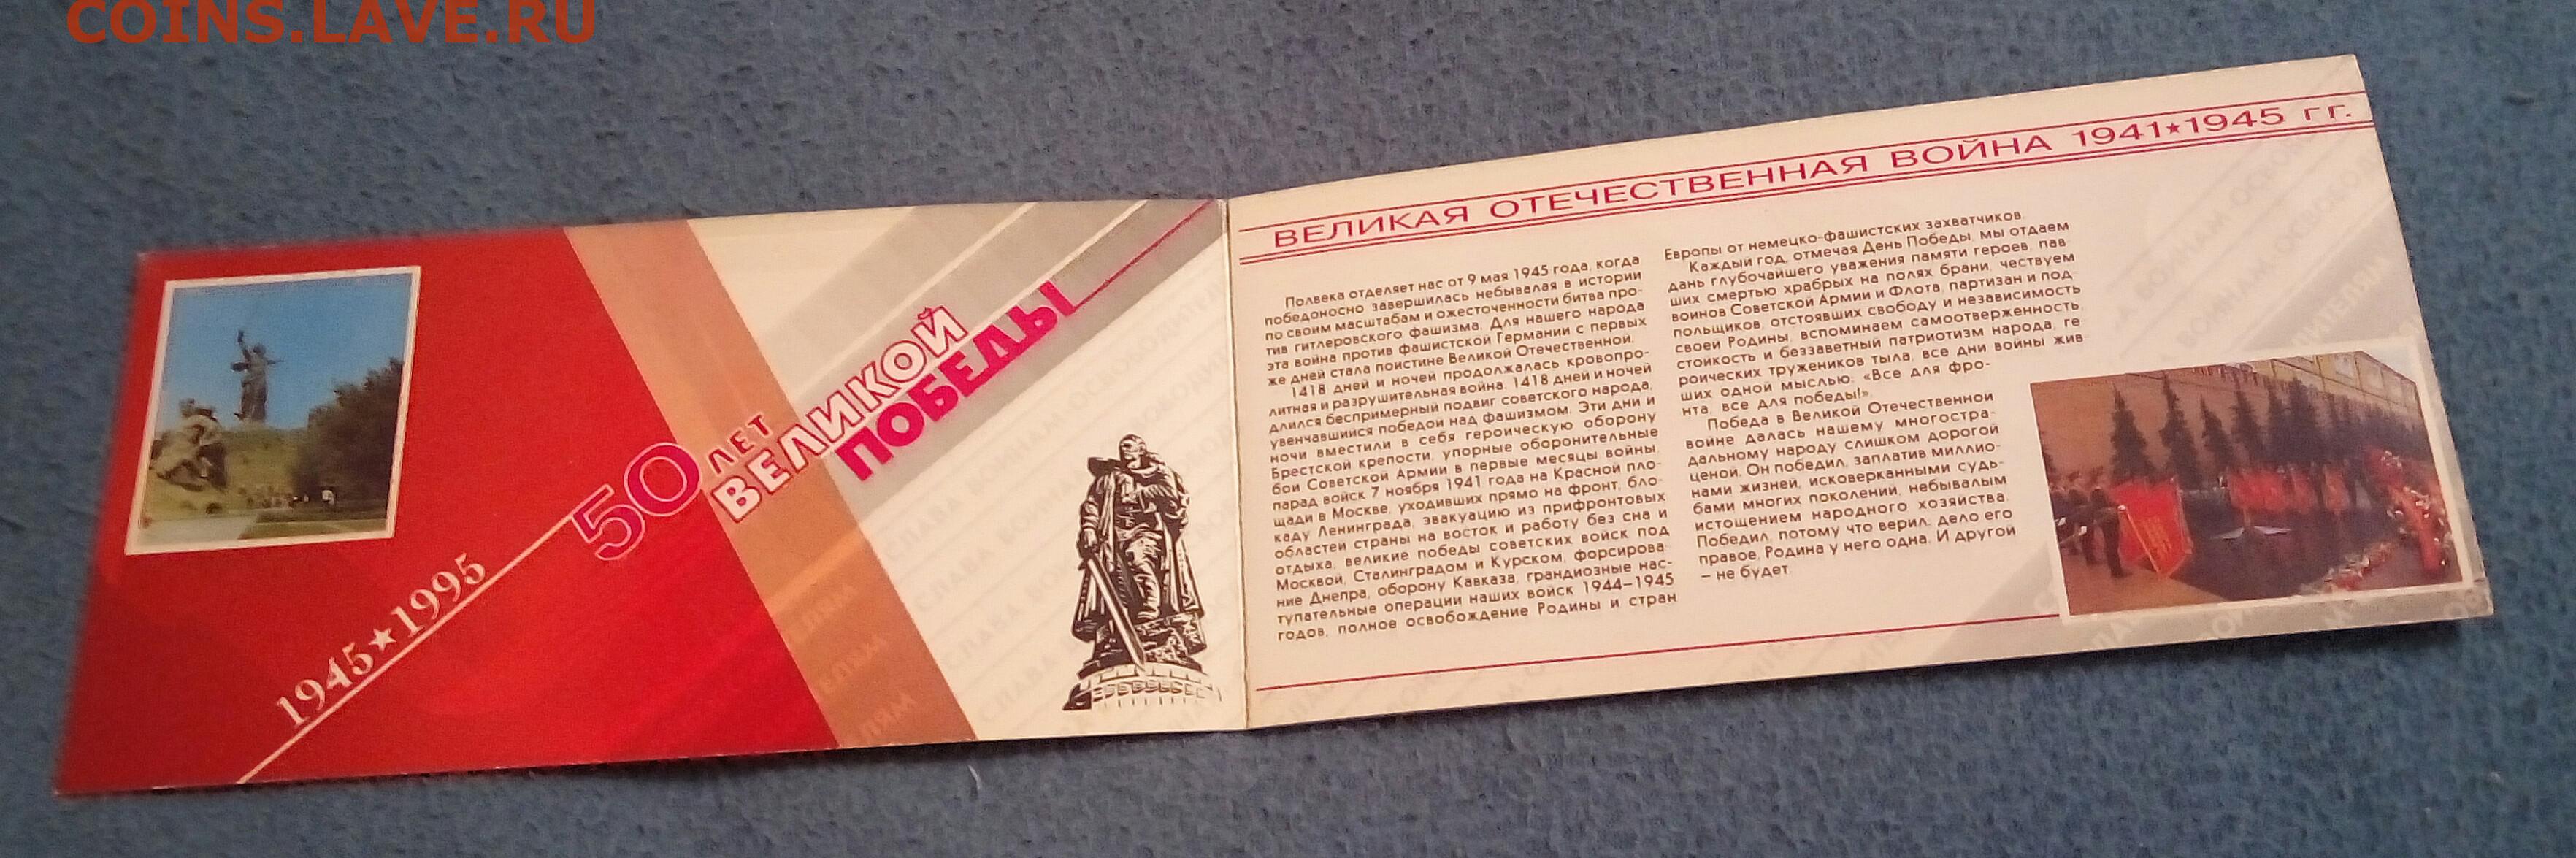 COINS.LAVE.RU
1945★1995
50 ЛЕТ
ВЕЛИКОЙ
ПОБЕДЫ
ВЕЛИКАЯ ОТЕЧЕСТВЕННАЯ ВОЙНА 1941★1945 ГГ.
Полвека отделяет нас от 9 мая 1945 года, когда
победоносно завершилась небывалая в истории
по своим масштабам и ожесточенности битва про-
тив гитлеровского фашизма. Для нашего народа
эта война против фашистской Германии с первых
же дней стала поистине Великой Отечественной.
1418 дней и ночей продолжалась кровопро-
литная и разрушительная война, 1418 дней и ночей
длился беспримерный подвиг советского народа,
увенчавшийся победой над фашизмом. Эти дни и
ночи вместили в себя героическую оборону
Брестской крепости, упорные оборонительные
бои Советской Армии в первые месяцы войны,
парад войск 7 ноября 1941 года на Красной пло-
щади в Москве, уходивших прямо на фронт, бло-
каду Ленинграда, эвакуацию из прифронтовых
областей страны на восток и работу без сна и
отдыха, великие победы советских войск под
Москвой, Сталинградом и Курском, форсирова-
ние Днепра, оборону Кавказа, грандиозные нас-
тупательные операции наших войск 1944–1945
годов, полное освобождение Родины и стран
Европы от немецко-фашистских захватчиков.
Каждый год, отмечая День Победы, мы отдаем
дань глубочайшего уважения памяти героев, пав-
ших смертью храбрых на полях брани, чествуем
воинов Советской Армии и Флота, партизан и под-
польщиков, отстоявших свободу и независимость
своей Родины, вспоминаем самоотверженность,
стойкость и беззаветный патриотизм народа, ге-
роических тружеников тыла, все дни войны жив-
ших одной мыслью: «Все для фро-
нта, все для победы!».
Победа в Великой Отечественной
войне далась нашему многостра-
дальному народу слишком дорогой
ценой. Он победил, заплатив миллио-
нами жизней, исковерканными судь-
бами многих поколений, небывалым
истощением народного хозяйства.
Победил, потому что верил: дело его
правое, Родина у него одна. И другой
– не будет.